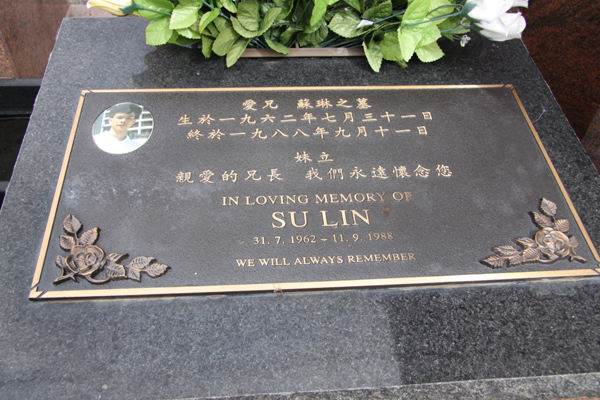 愛兄 蘇琳之墓
生於一九六二年七月三十一日
終於一九八八年九月十一日
妹立
親愛的兄長 我們永遠懷念您
IN LOVING MEMORY OF
SU LIN
31. 7. 1962 ~ 11. 9. 1988
WE WILL ALWAYS REMEMBER